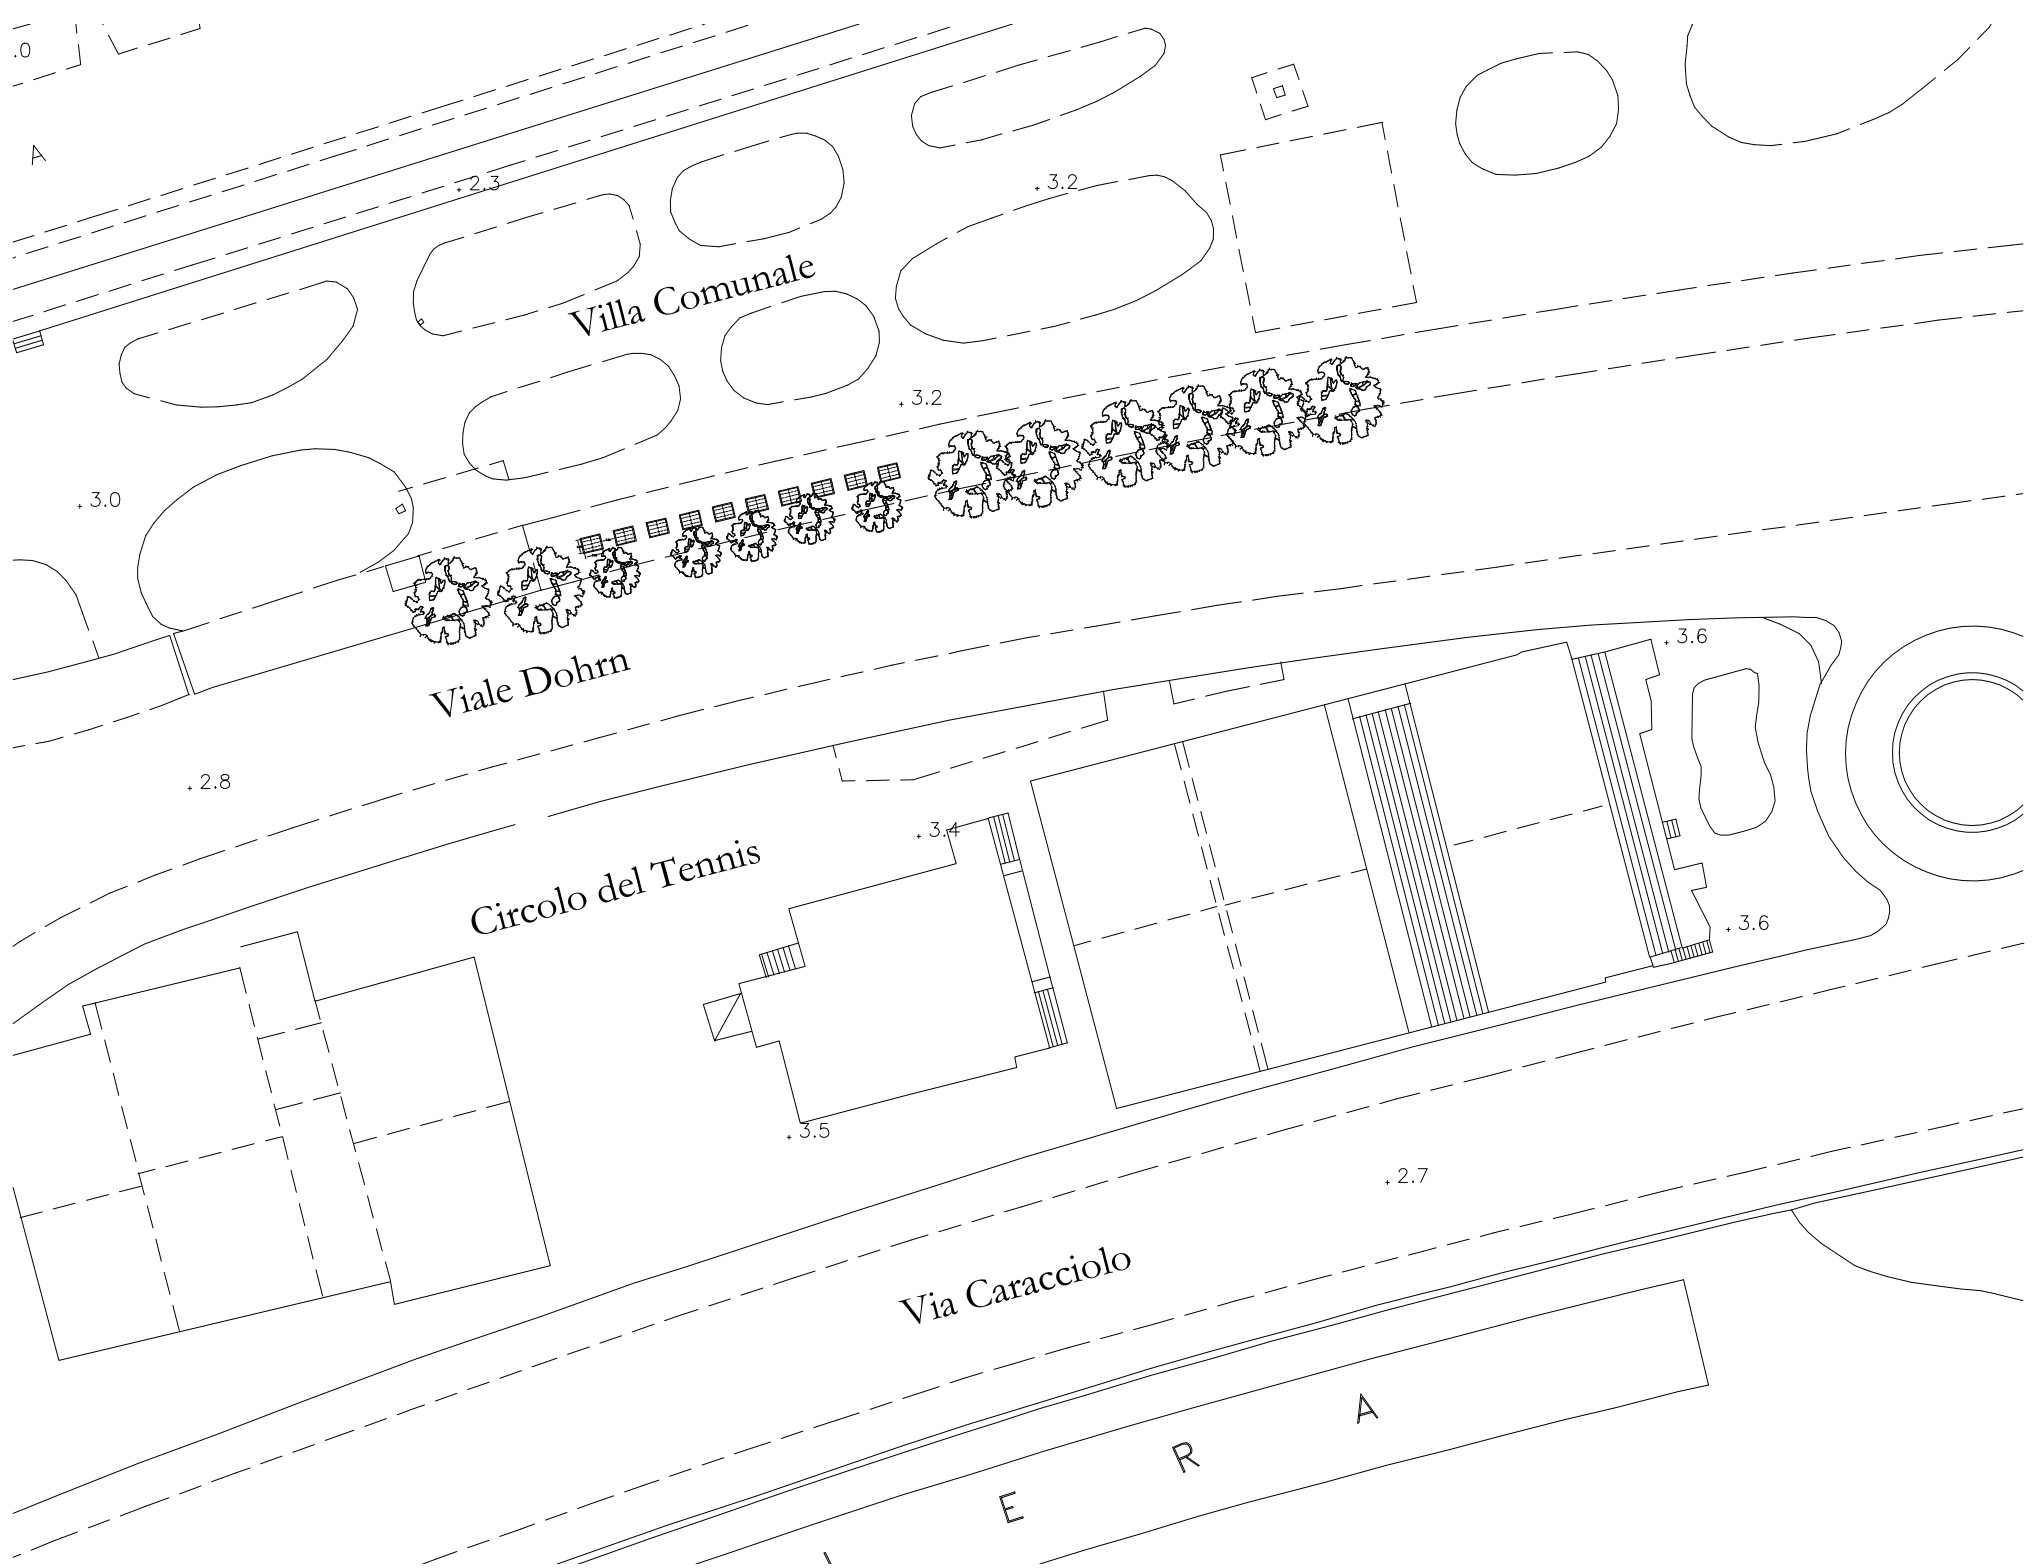 .0
A
2.3
3.2
Villa Comunale
3.2
3.0
3.6
Viale Dohrn
2.8
3.4
Circolo del Tennis
3.6
3.5
2.7
Via Caracciolo
E R A